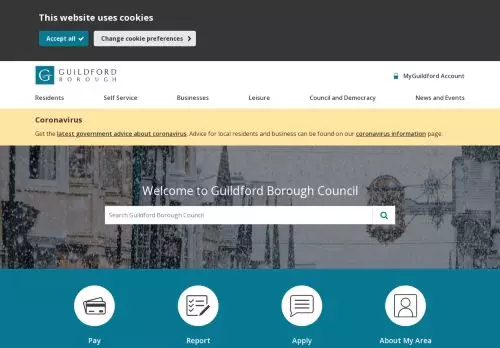 This website uses cookies
Accept all
Change cookie preferences
G
GUILDFORD
BOROUGH
MyGuildford Account
Residents
Self Service
Businesses
Leisure
Council and Democracy
News and Events
Coronavirus
Get the latest government advice about coronavirus. Advice for local residents and business can be found on our coronavirus information page.
Welcome to Guildford Borough Council
Search Guildford Borough Council
Pay
Report
Apply
About My Area